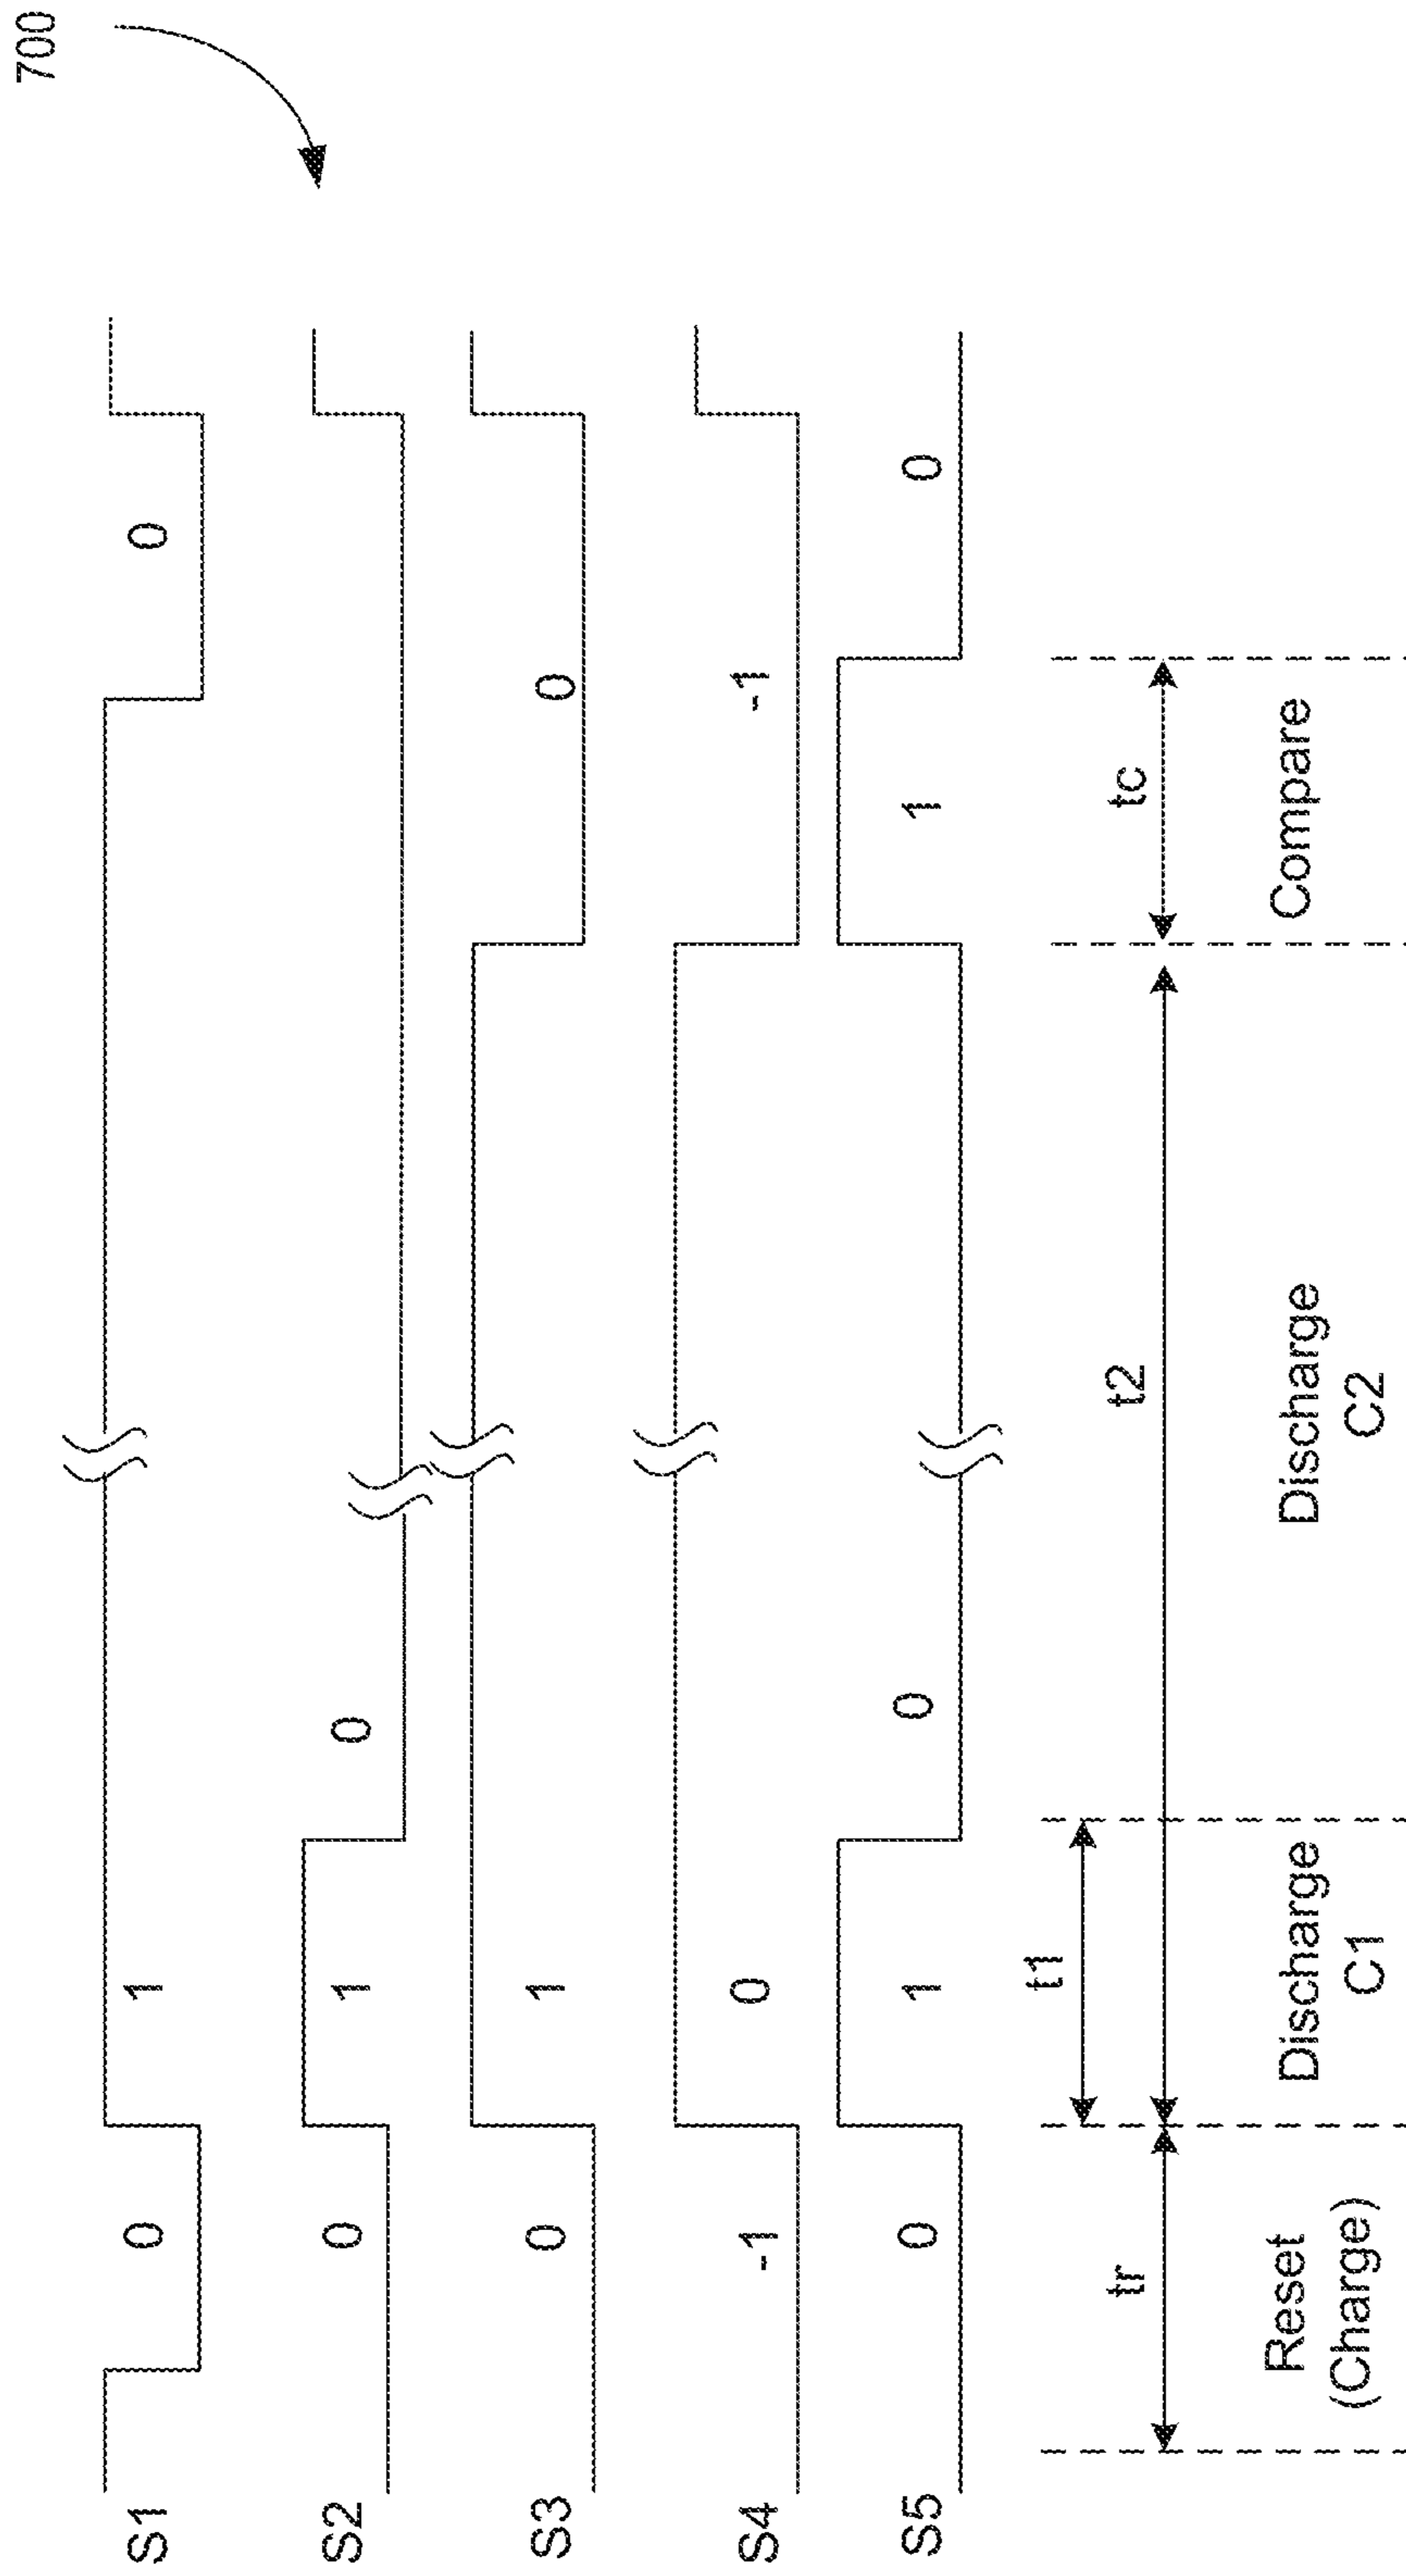 700
S1
0
1
0
S2
0
1
0
S3
0
1
0
S4
-1
0
-1
S5
0
1
0
1
0
t1
tr
t2
tc
Reset
(Charge)
Discharge
C1
Discharge
C2
Compare